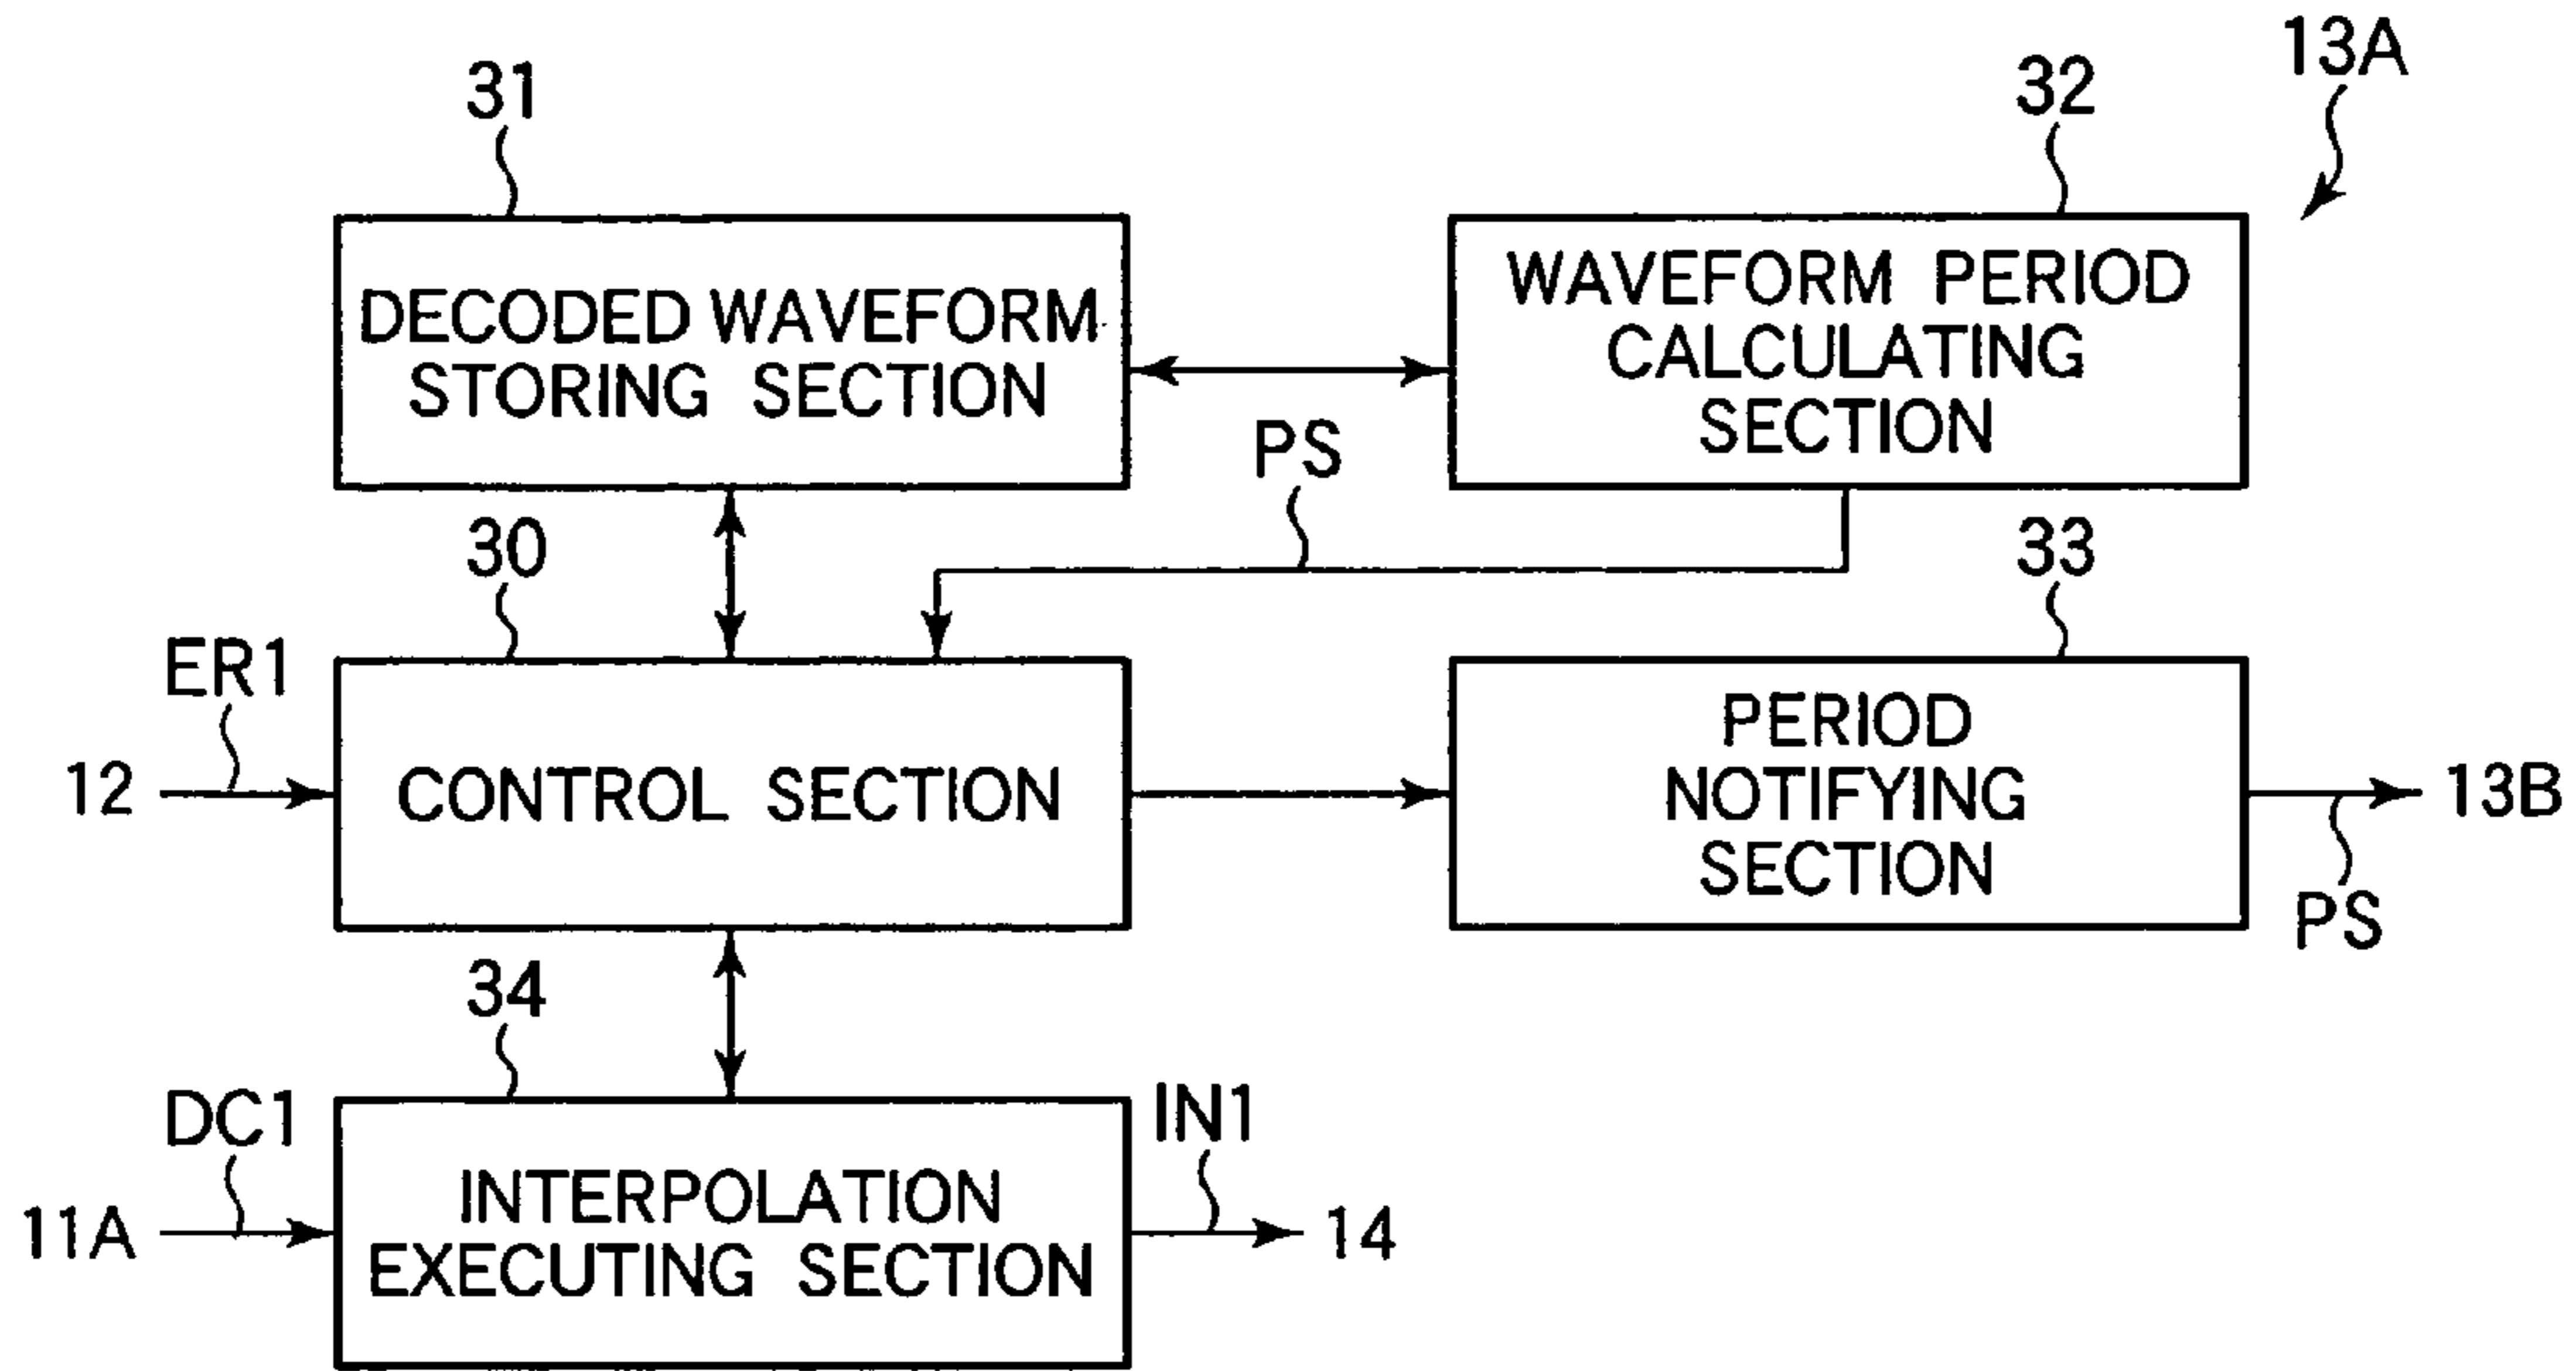 13A
31
32
DECODED WAVEFORM
STORING SECTION
WAVEFORM PERIOD
CALCULATING
SECTION
PS
30
33
ER1
12
CONTROL SECTION
PERIOD
NOTIFYING
SECTION
13B
PS
34
DC1
IN1
11A
INTERPOLATION
EXECUTING SECTION
14